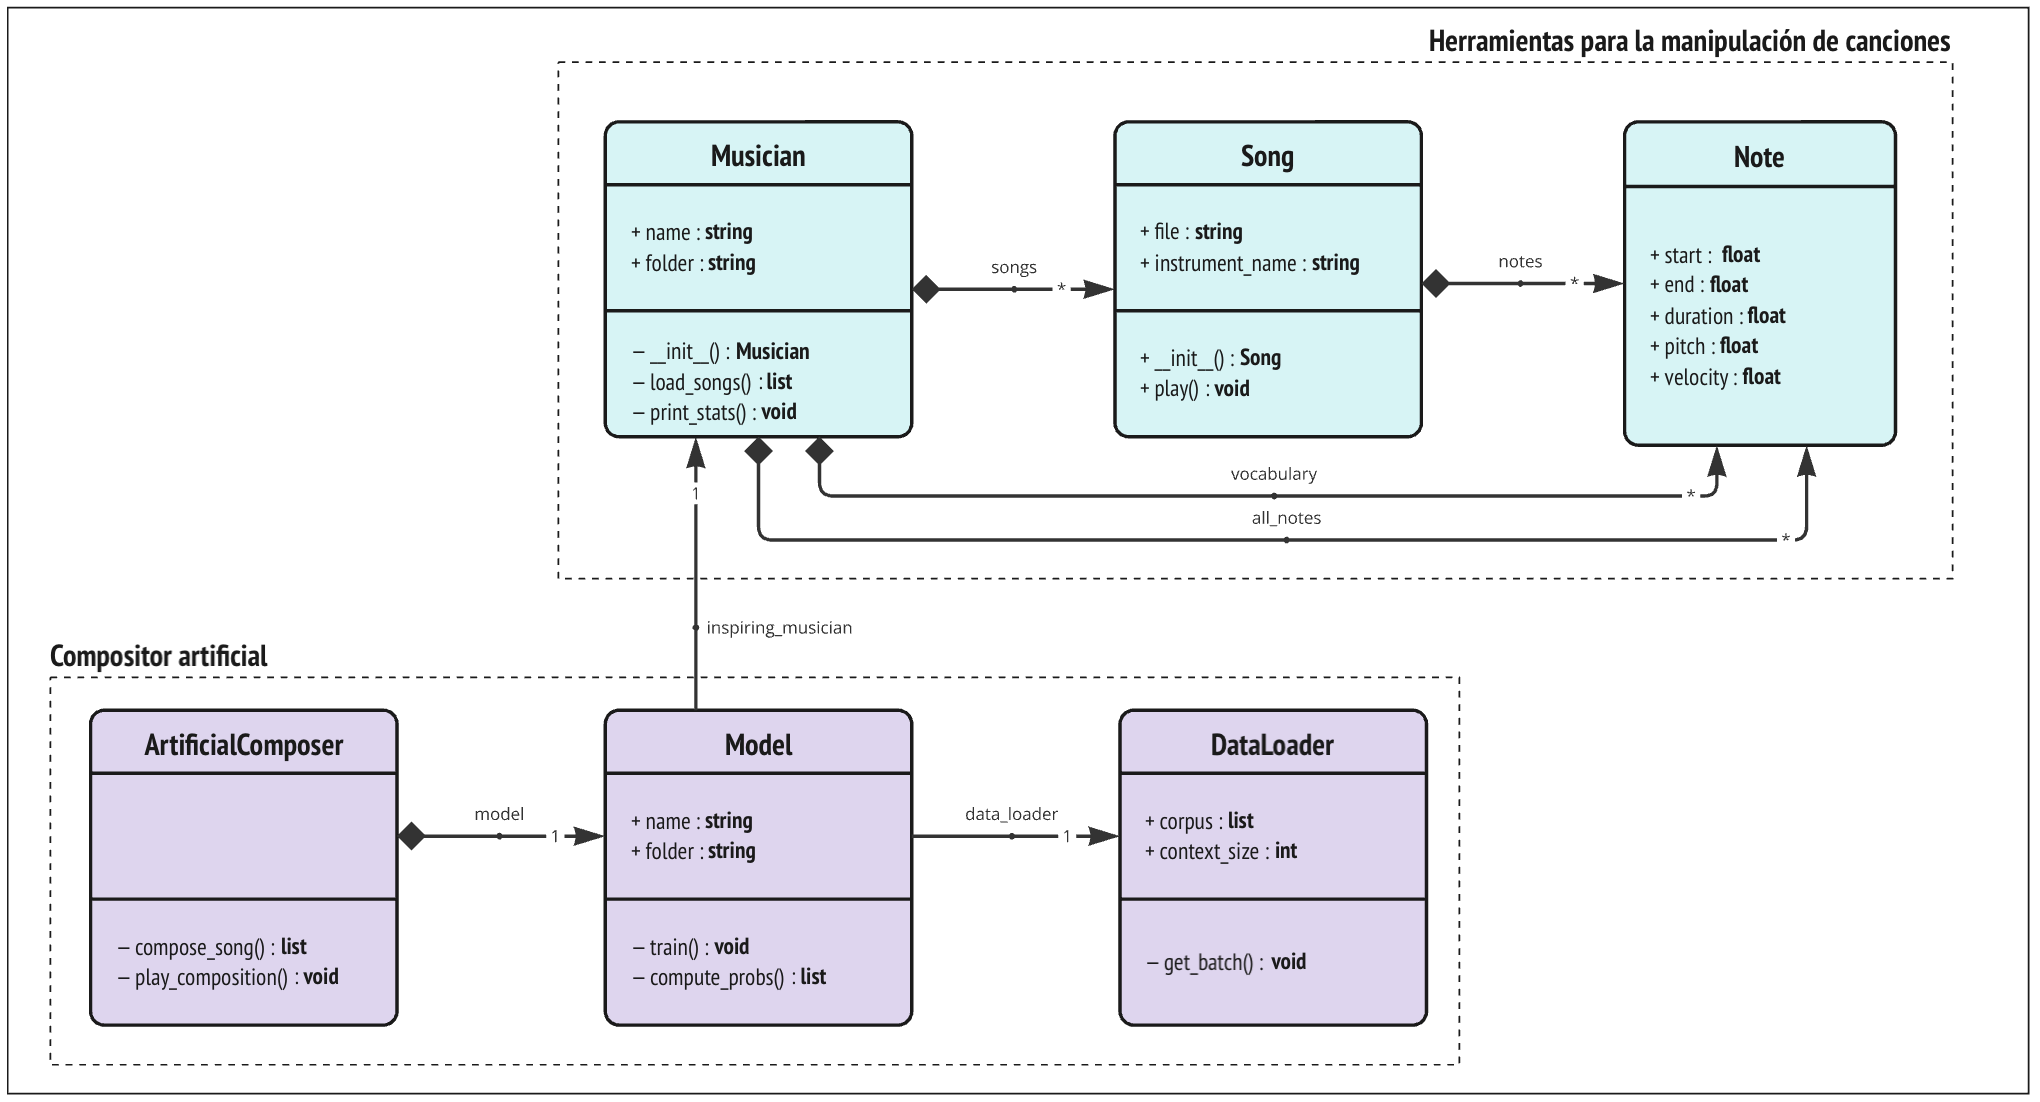 Herramientas para la manipulación de canciones
Musician
+ name : string
+ folder : string
– __init__() : Musician
– load_songs() : list
– print_stats() : void
songs
*
Song
+ file : string
+ instrument_name : string
+ __init__() : Song
+ play() : void
notes
*
Note
+ start : float
+ end : float
+ duration : float
+ pitch : float
+ velocity : float
vocabulary
*
all_notes
*
1
inspiring_musician
Compositor artificial
ArtificialComposer
– compose_song() : list
– play_composition() : void
model
1
Model
+ name : string
+ folder : string
– train() : void
– compute_probs() : list
data_loader
1
DataLoader
+ corpus : list
+ context_size : int
– get_batch() : void